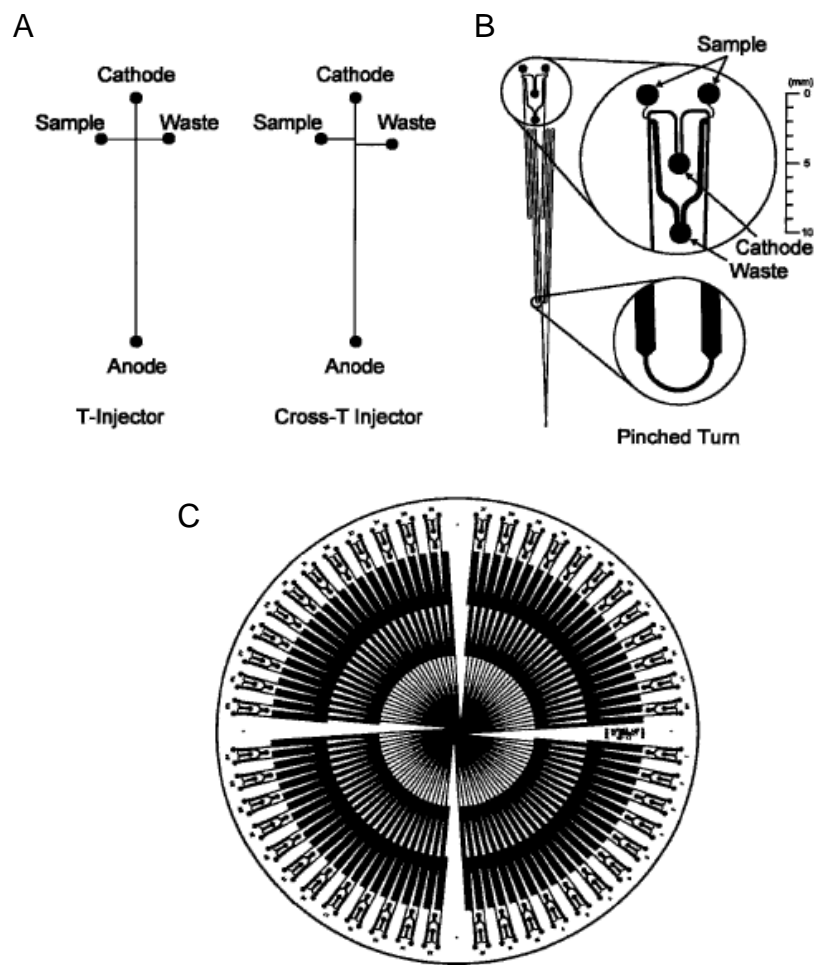 A
Cathode
Sample
Waste
Anode
T-Injector
Cathode
Sample
Waste
Anode
Cross-T Injector
B
Sample
(mm)
0
5
10
Cathode
Waste
Pinched Turn
C